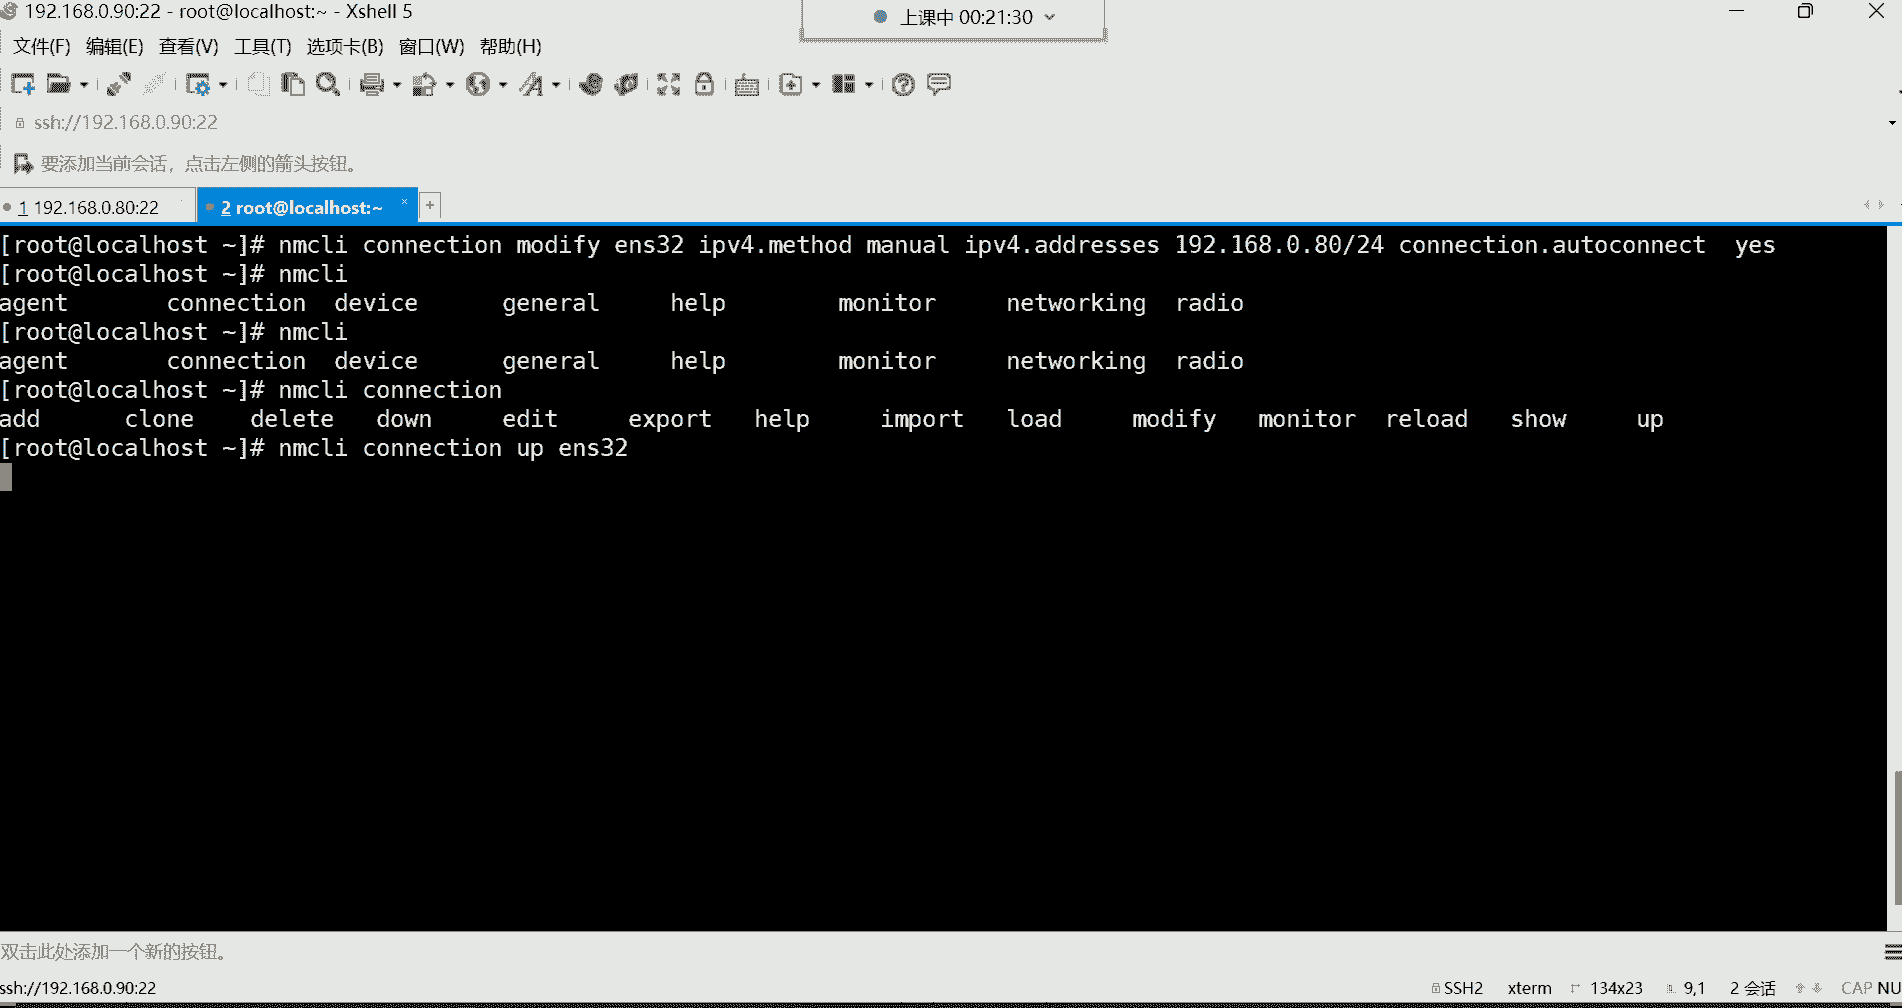 192.168.0.90:22 - root@localhost:~ - Xshell 5
上课中 00:21:30
文件(F) 编辑(E) 查看(V) 工具(T) 选项卡(B) 窗口(W) 帮助(H)
ssh://192.168.0.90:22
要添加当前会话，点击左侧的箭头按钮。
1 192.168.0.80:22
2 root@localhost:~
[root@localhost ~]# nmcli connection modify ens32 ipv4.method manual ipv4.addresses 192.168.0.80/24 connection.autoconnect  yes
[root@localhost ~]# nmcli
agent       connection  device      general     help        monitor     networking  radio
[root@localhost ~]# nmcli
agent       connection  device      general     help        monitor     networking  radio
[root@localhost ~]# nmcli connection
add      clone    delete   down     edit     export   help     import   load     modify   monitor  reload   show     up
[root@localhost ~]# nmcli connection up ens32
双击此处添加一个新的按钮。
ssh://192.168.0.90:22 SSH2 xterm 134x23 9,1 2 会话 CAP NU